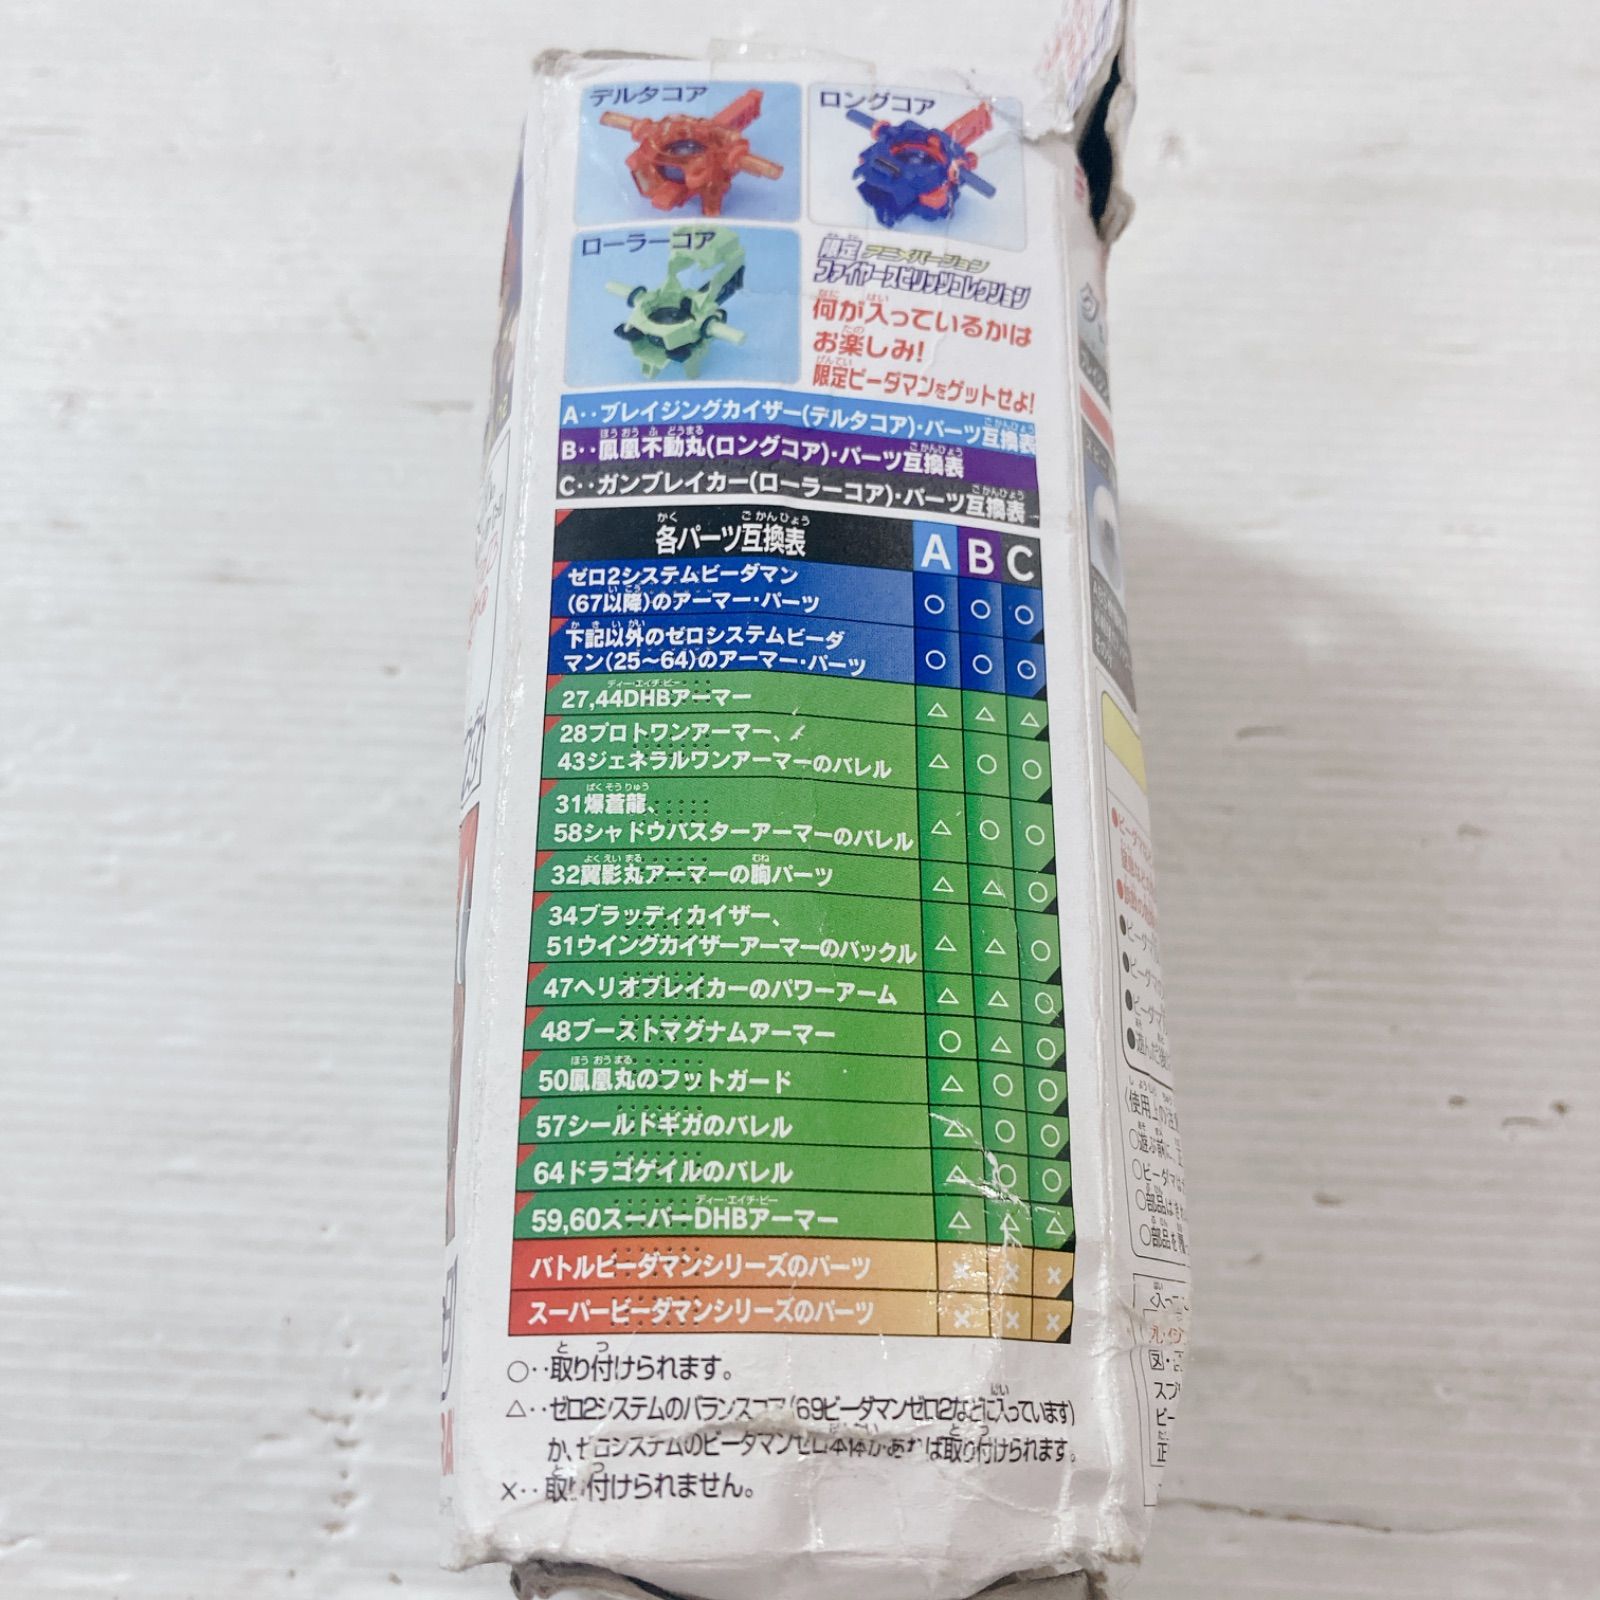 デルタコア
ロングコア
ローラーコア
限定 アニメバージョン
ファイヤースピリッツコレクション
何が入っているかは
お楽しみ!
限定ビーダマンをゲットせよ!
A‥ブレイジングカイザー(デルタコア)・パーツ互換表
B‥鳳凰不動丸(ロングコア)・パーツ互換表
C‥ガンブレイカー(ローラーコア)・パーツ互換表
各パーツ互換表 A B C
ゼロ2システムビーダマン
(67以降)のアーマー・パーツ ○ ○ ○
下記以外のゼロシステムビーダ
マン(25〜64)のアーマー・パーツ ○ ○ ○
27,44DHBアーマー △ △ △
28プロトワンアーマー、
43ジェネラルワンアーマーのバレル △ ○ ○
31爆蒼龍、
58シャドウバスターアーマーのバレル △ ○ ○
32翼影丸アーマーの胸パーツ △ △ ○
34ブラッディカイザー、
51ウイングカイザーアーマーのバックル △ △ ○
47ヘリオブレイカーのパワーアーム △ △ ○
48ブーストマグナムアーマー ○ △ ○
50鳳凰丸のフットガード △ ○ ○
57シールドギガのバレル △ ○ ○
64ドラゴゲイルのバレル △ ○ ○
59,60スーパーDHBアーマー △ △ △
バトルビーダマンシリーズのパーツ × × ×
スーパービーダマンシリーズのパーツ × × ×
○‥取り付けられます。
△‥ゼロ2システムのバランスコア(69ビーダマンゼロ2などに入っています)
か、ゼロシステムのビーダマンゼロ本体があれば取り付けられます。
×‥取り付けられません。